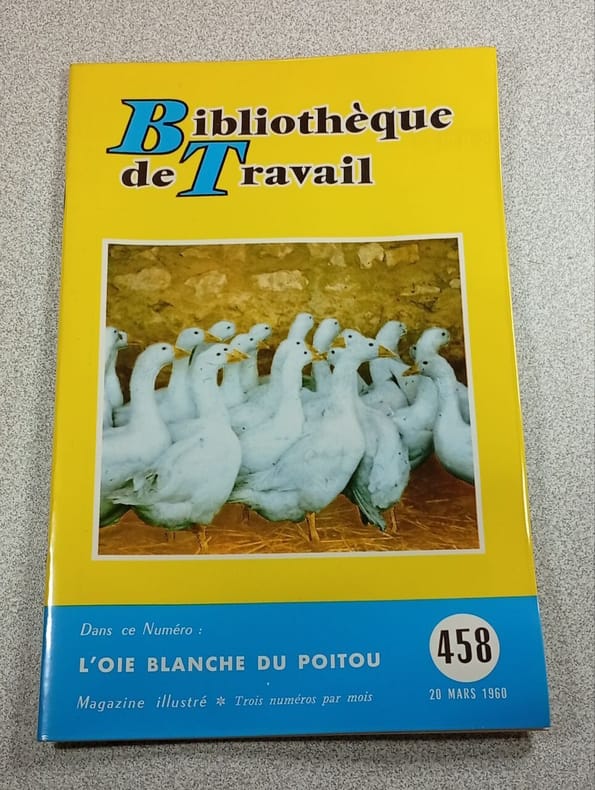 Bibliothèque
de Travail
Dans ce Numéro :
L'OIE BLANCHE DU POITOU
Magazine illustré * Trois numéros par mois
458
20 MARS 1960